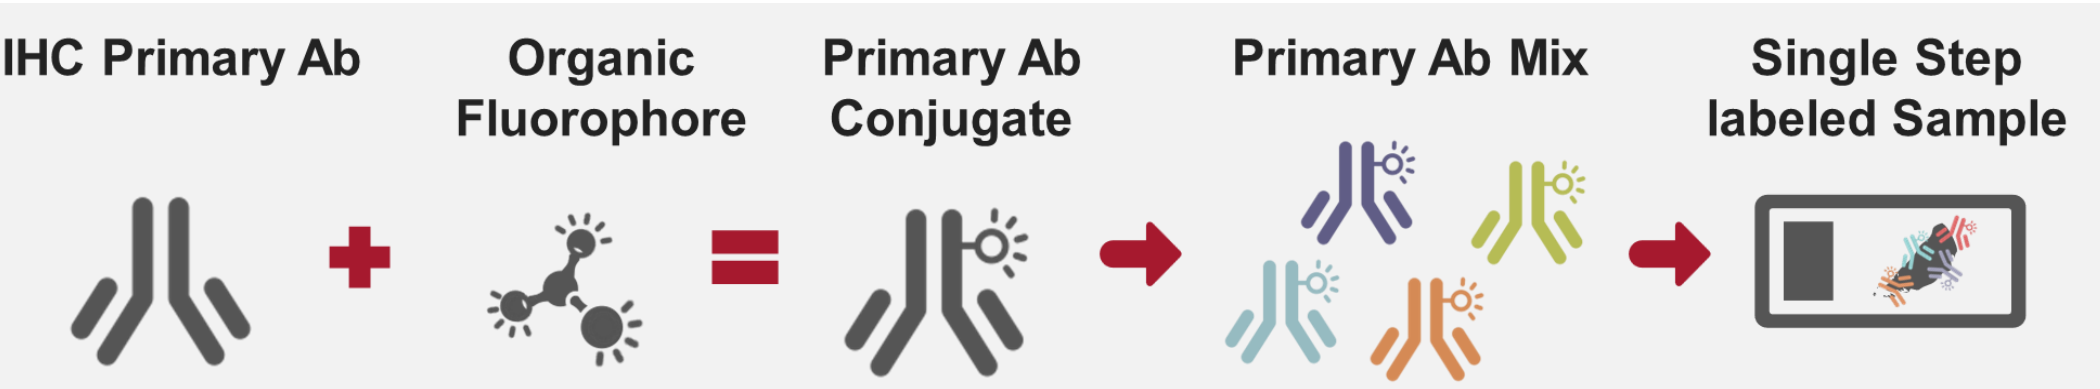 IHC Primary Ab
Organic
Fluorophore
Primary Ab
Conjugate
Primary Ab Mix
Single Step
labeled Sample